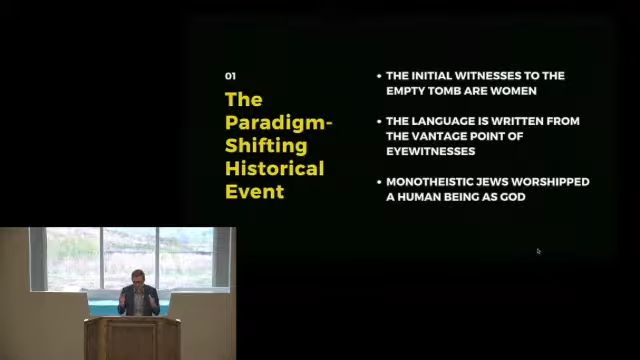 01
The
Paradigm-
Shifting
Historical
Event
• THE INITIAL WITNESSES TO THE
EMPTY TOMB ARE WOMEN
• THE LANGUAGE IS WRITTEN FROM
THE VANTAGE POINT OF
EYEWITNESSES
• MONOTHEISTIC JEWS WORSHIPPED
A HUMAN BEING AS GOD